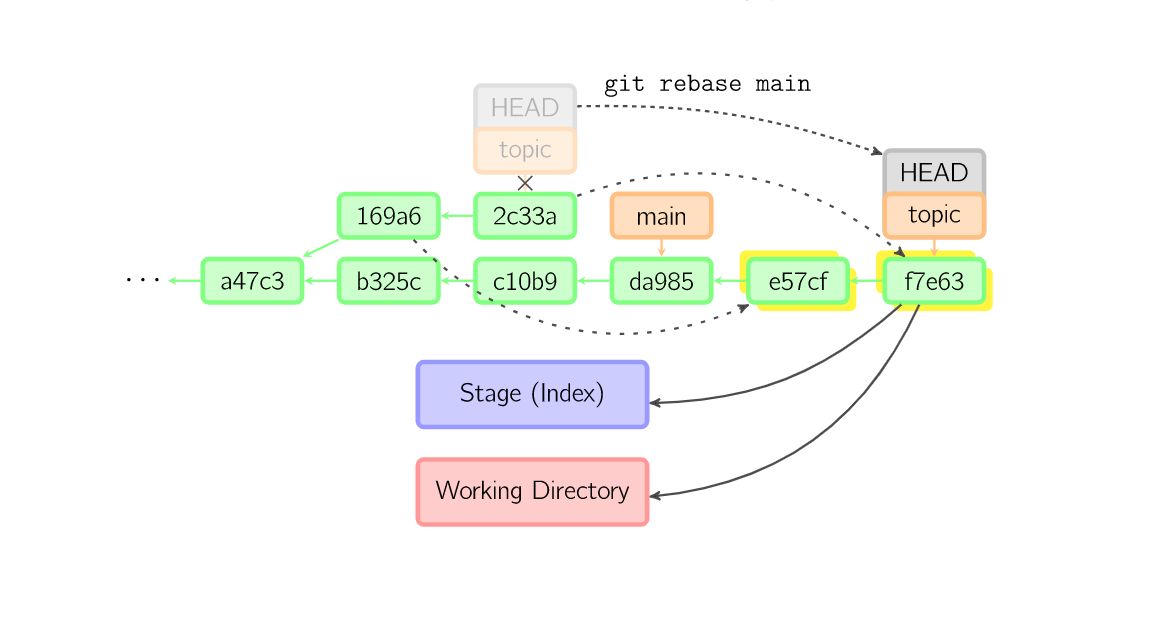 git rebase main
HEAD
topic
HEAD
topic
169a6
2c33a
main
... a47c3
b325c
c10b9
da985
e57cf
f7e63
Stage (Index)
Working Directory